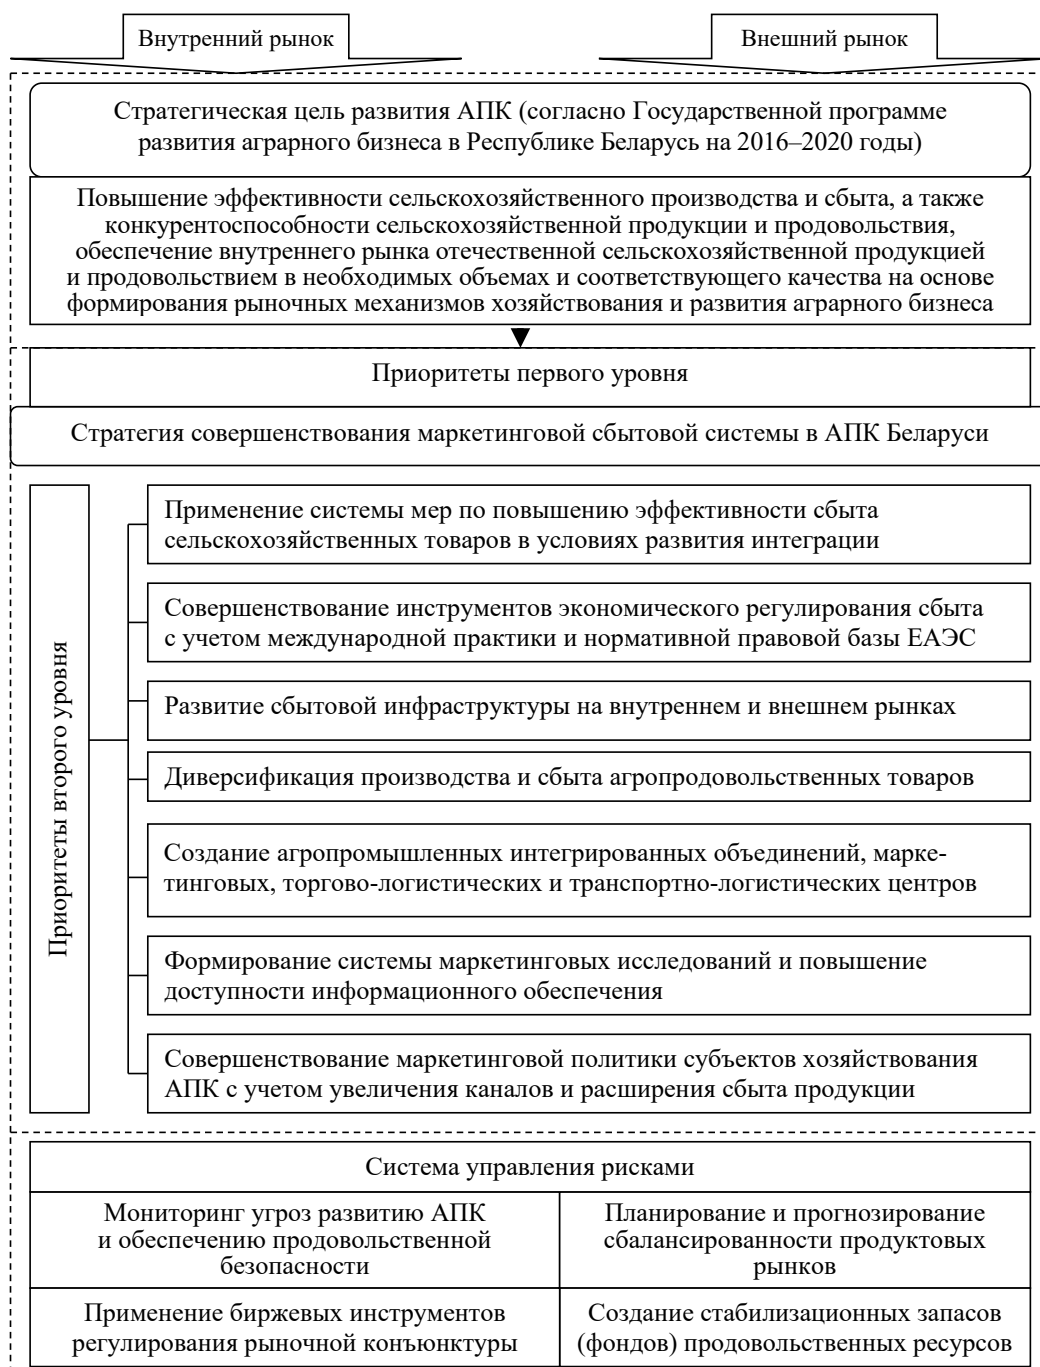 Внутренний рынок
Внешний рынок
Стратегическая цель развития АПК (согласно Государственной программе
развития аграрного бизнеса в Республике Беларусь на 2016–2020 годы)
Повышение эффективности сельскохозяйственного производства и сбыта, а также
конкурентоспособности сельскохозяйственной продукции и продовольствия,
обеспечение внутреннего рынка отечественной сельскохозяйственной продукцией
и продовольствием в необходимых объемах и соответствующего качества на основе
формирования рыночных механизмов хозяйствования и развития аграрного бизнеса
Приоритеты первого уровня
Стратегия совершенствования маркетинговой сбытовой системы в АПК Беларуси
Приоритеты второго уровня
Применение системы мер по повышению эффективности сбыта
сельскохозяйственных товаров в условиях развития интеграции
Совершенствование инструментов экономического регулирования сбыта
с учетом международной практики и нормативной правовой базы ЕАЭС
Развитие сбытовой инфраструктуры на внутреннем и внешнем рынках
Диверсификация производства и сбыта агропродовольственных товаров
Создание агропромышленных интегрированных объединений, марке-
тинговых, торгово-логистических и транспортно-логистических центров
Формирование системы маркетинговых исследований и повышение
доступности информационного обеспечения
Совершенствование маркетинговой политики субъектов хозяйствования
АПК с учетом увеличения каналов и расширения сбыта продукции
Система управления рисками
Мониторинг угроз развитию АПК
и обеспечению продовольственной
безопасности
Планирование и прогнозирование
сбалансированности продуктовых
рынков
Применение биржевых инструментов
регулирования рыночной конъюнктуры
Создание стабилизационных запасов
(фондов) продовольственных ресурсов